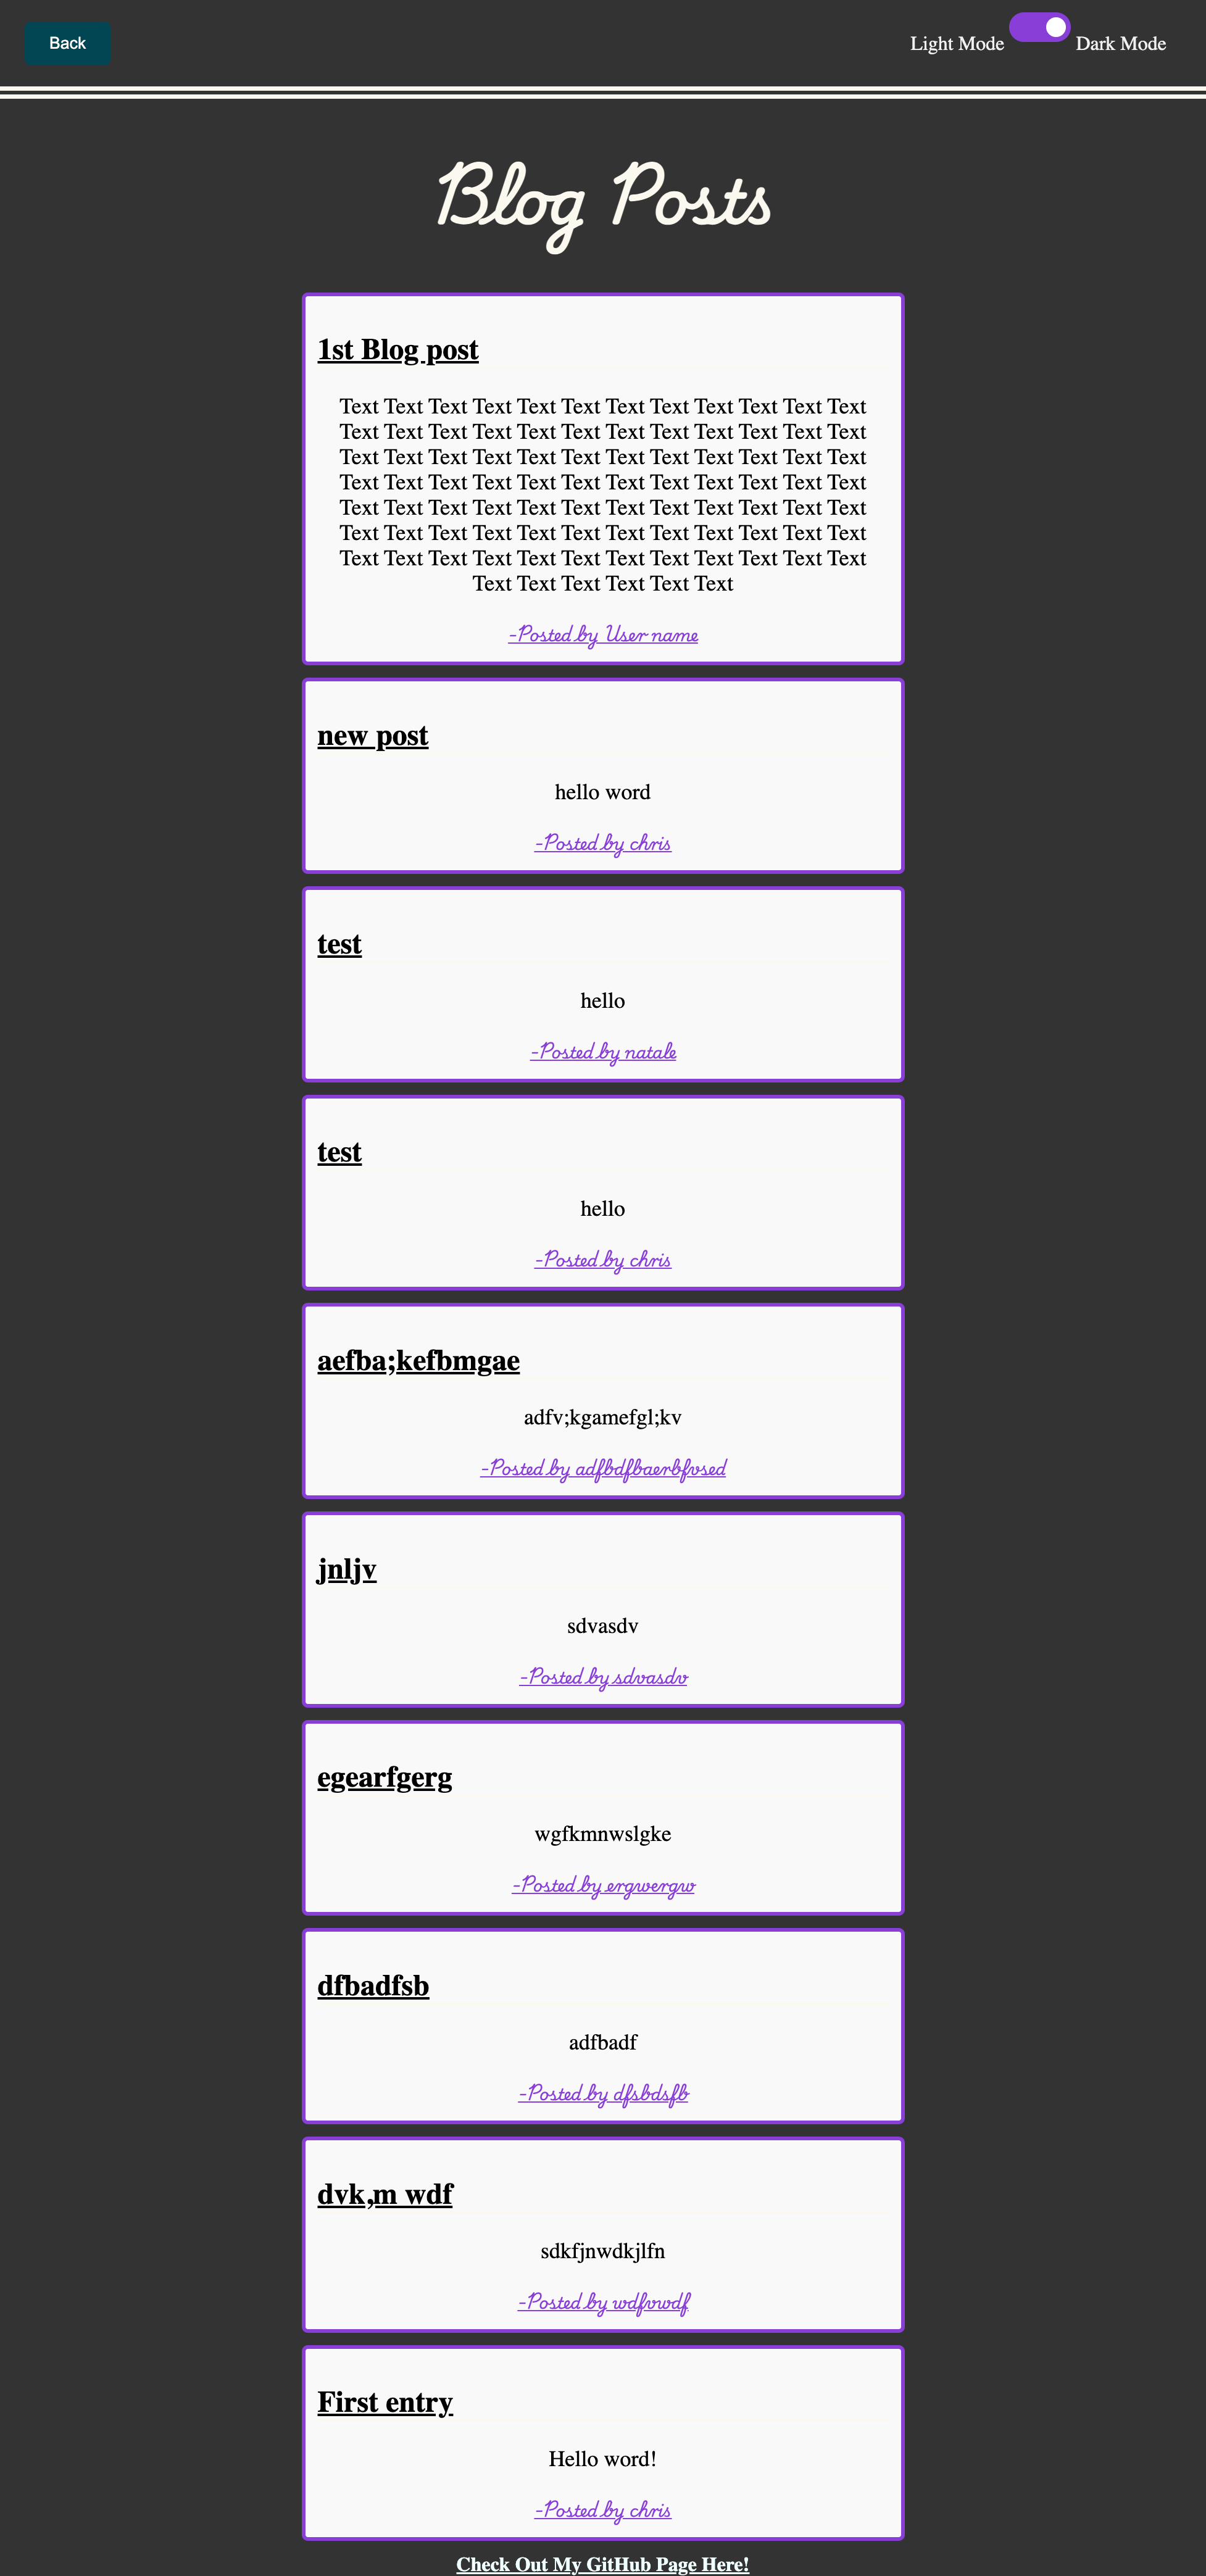 Back
Light Mode Dark Mode
Blog Posts
1st Blog post
Text Text Text Text Text Text Text Text Text Text Text Text
Text Text Text Text Text Text Text Text Text Text Text Text
Text Text Text Text Text Text Text Text Text Text Text Text
Text Text Text Text Text Text Text Text Text Text Text Text
Text Text Text Text Text Text Text Text Text Text Text Text
Text Text Text Text Text Text Text Text Text Text Text Text
Text Text Text Text Text Text Text Text Text Text Text Text
Text Text Text Text Text Text
-Posted by User name
new post
hello word
-Posted by chris
test
hello
-Posted by natale
test
hello
-Posted by chris
aefba;kefbmgae
adfv;kgamefgl;kv
-Posted by adfbdfbaerbfvsed
jnljv
sdvasdv
-Posted by sdvasdv
egearfgerg
wgfkmnwslgke
-Posted by ergwergw
dfbadfsb
adfbadf
-Posted by dfsbdsfb
dvk,m wdf
sdkfjnwdkjlfn
-Posted by wdfvwdf
First entry
Hello word!
-Posted by chris
Check Out My GitHub Page Here!